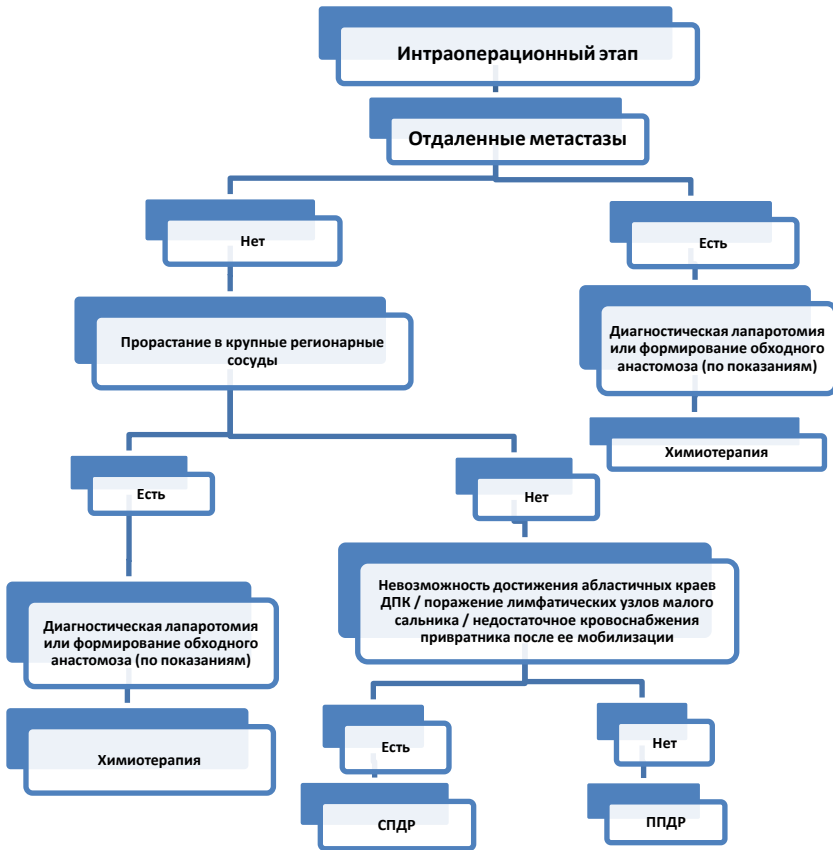 Интраоперационный этап
Отдаленные метастазы
Нет
Есть
Прорастание в крупные регионарные
сосуды
Диагностическая лапаротомия
или формирование обходного
анастомоза (по показаниям)
Химиотерапия
Есть
Нет
Невозможность достижения абластичных краев
ДПК / поражение лимфатических узлов малого
сальника / недостаточное кровоснабжения
привратника после ее мобилизации
Диагностическая лапаротомия
или формирование обходного
анастомоза (по показаниям)
Химиотерапия
Есть
Нет
СПДР
ППДР